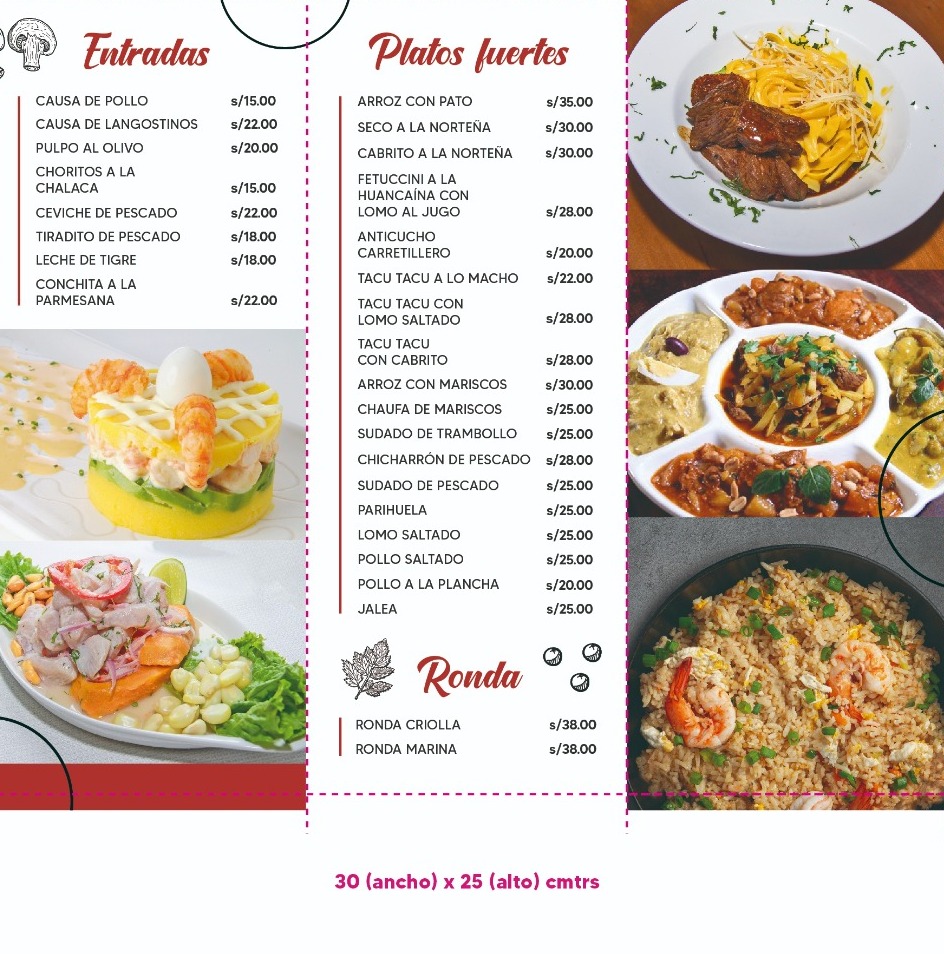 Entradas
CAUSA DE POLLO s/15.00
CAUSA DE LANGOSTINOS s/22.00
PULPO AL OLIVO s/20.00
CHORITOS A LA
CHALACA s/15.00
CEVICHE DE PESCADO s/22.00
TIRADITO DE PESCADO s/18.00
LECHE DE TIGRE s/18.00
CONCHITA A LA
PARMESANA s/22.00
Platos fuertes
ARROZ CON PATO s/35.00
SECO A LA NORTEÑA s/30.00
CABRITO A LA NORTEÑA s/30.00
FETUCCINI A LA
HUANCAÍNA CON
LOMO AL JUGO s/28.00
ANTICUCHO
CARRETILLERO s/20.00
TACU TACU A LO MACHO s/22.00
TACU TACU CON
LOMO SALTADO s/28.00
TACU TACU
CON CABRITO s/28.00
ARROZ CON MARISCOS s/30.00
CHAUFA DE MARISCOS s/25.00
SUDADO DE TRAMBOLLO s/25.00
CHICHARRÓN DE PESCADO s/28.00
SUDADO DE PESCADO s/25.00
PARIHUELA s/25.00
LOMO SALTADO s/25.00
POLLO SALTADO s/25.00
POLLO A LA PLANCHA s/20.00
JALEA s/25.00
Ronda
RONDA CRIOLLA s/38.00
RONDA MARINA s/38.00
30 (ancho) x 25 (alto) cmtrs